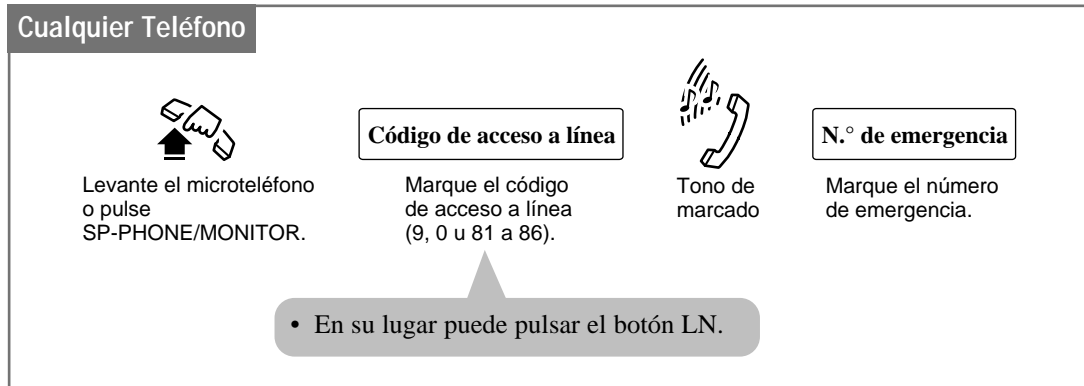 Cualquier Teléfono
Código de acceso a línea
N.° de emergencia
Levante el microteléfono
o pulse
SP-PHONE/MONITOR.
Marque el código
de acceso a línea
(9, 0 u 81 a 86).
Tono de
marcado
Marque el número
de emergencia.
• En su lugar puede pulsar el botón LN.